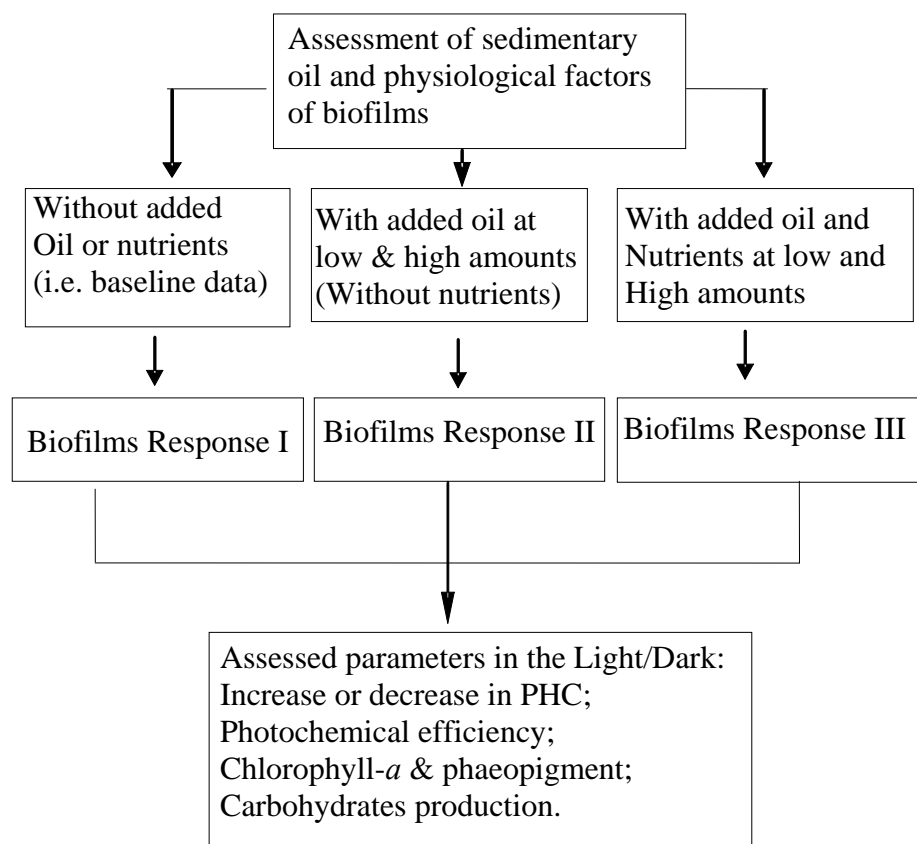 Assessment of sedimentary
oil and physiological factors
of biofilms
Without added
Oil or nutrients
(i.e. baseline data)
With added oil at
low & high amounts
(Without nutrients)
With added oil and
Nutrients at low and
High amounts
Biofilms Response I
Biofilms Response II
Biofilms Response III
Assessed parameters in the Light/Dark:
Increase or decrease in PHC;
Photochemical efficiency;
Chlorophyll-a & phaeopigment;
Carbohydrates production.